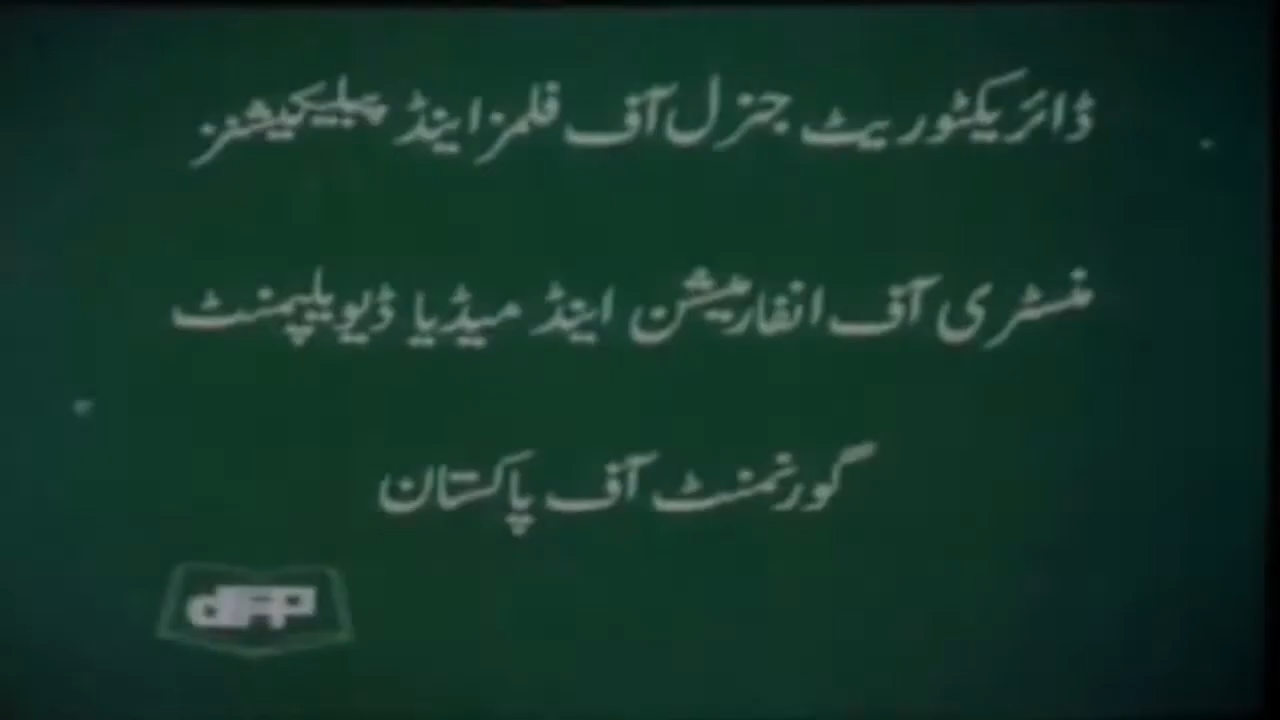 ڈائریکٹوریٹ جنرل آف فلمز اینڈ پبلیکیشنز
منسٹری آف انفارمیشن اینڈ میڈیا ڈیویلپمنٹ
گورنمنٹ آف پاکستان
dFP